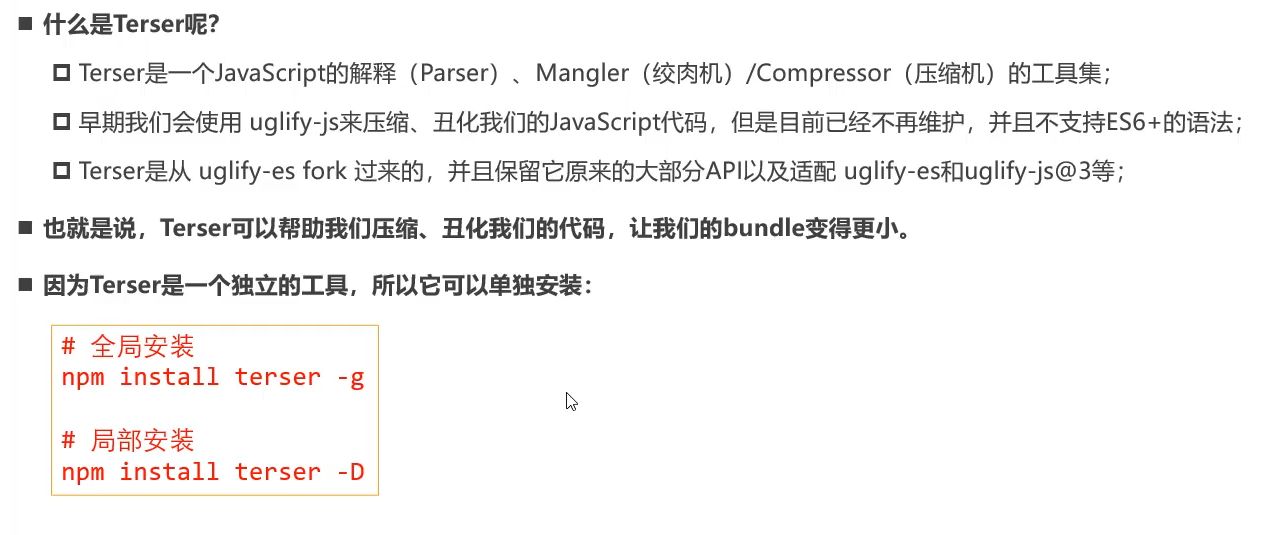 什么是Terser呢？
Terser是一个JavaScript的解释（Parser）、Mangler（绞肉机）/Compressor（压缩机）的工具集；
早期我们会使用 uglify-js来压缩、丑化我们的JavaScript代码，但是目前已经不再维护，并且不支持ES6+的语法；
Terser是从 uglify-es fork 过来的，并且保留它原来的大部分API以及适配 uglify-es和uglify-js@3等；
也就是说，Terser可以帮助我们压缩、丑化我们的代码，让我们的bundle变得更小。
因为Terser是一个独立的工具，所以它可以单独安装：
# 全局安装
npm install terser -g
# 局部安装
npm install terser -D